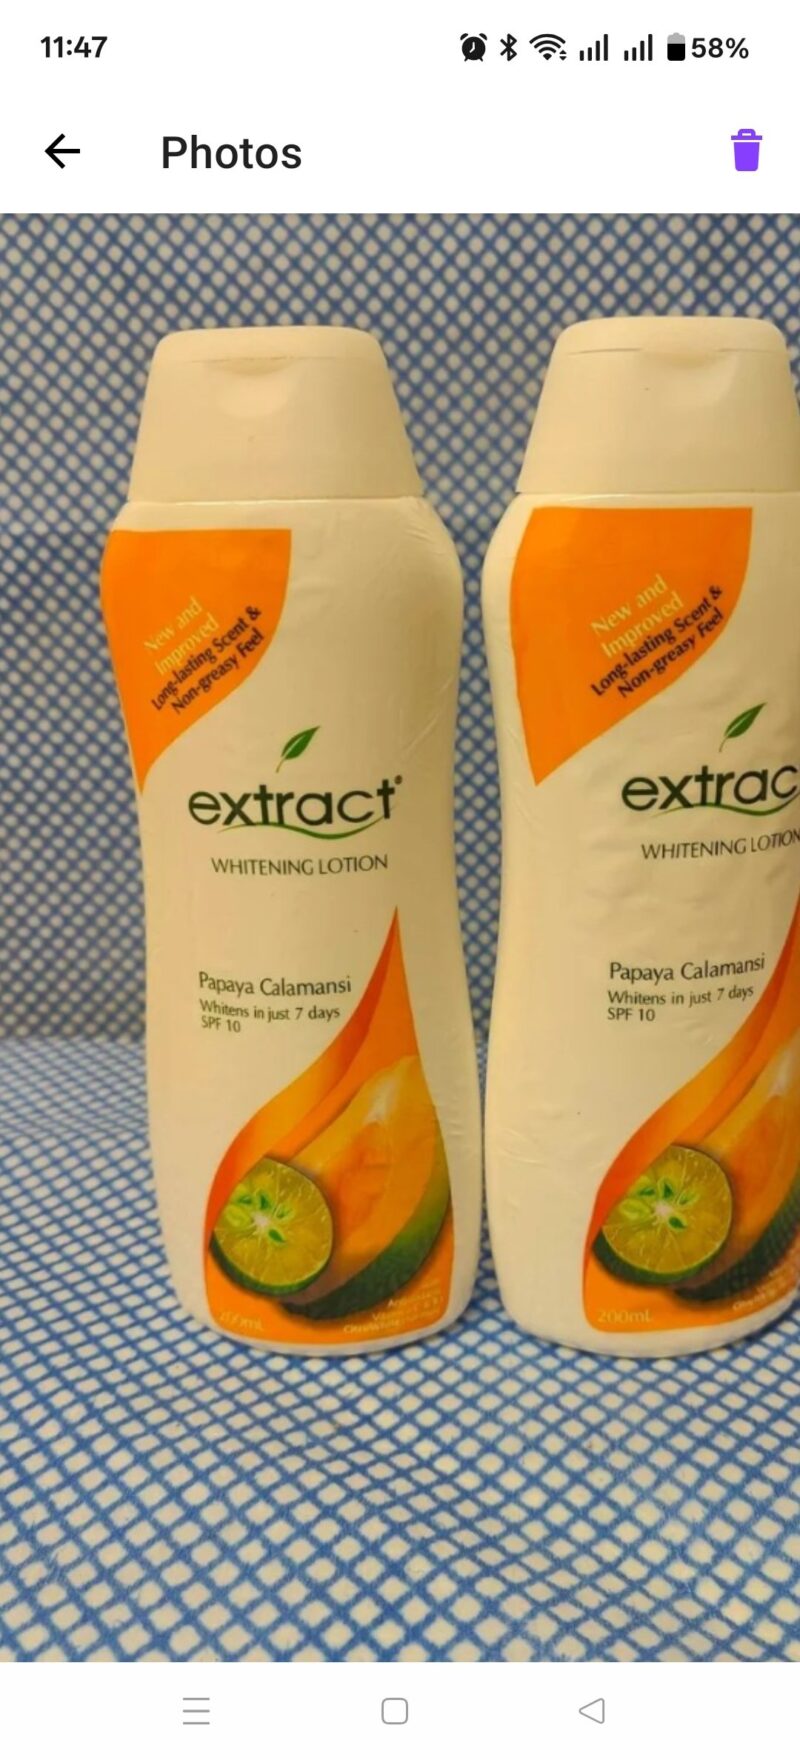 11:47
58%
Photos
New and
Improved
Long-lasting Scent &
Non-greasy Feel
extract®
WHITENING LOTION
Papaya Calamansi
Whitens in just 7 days
SPF 10
200mL
New and
Improved
Long-lasting Scent &
Non-greasy Feel
extrac
WHITENING LOTION
Papaya Calamansi
Whitens in just 7 days
SPF 10
200mL